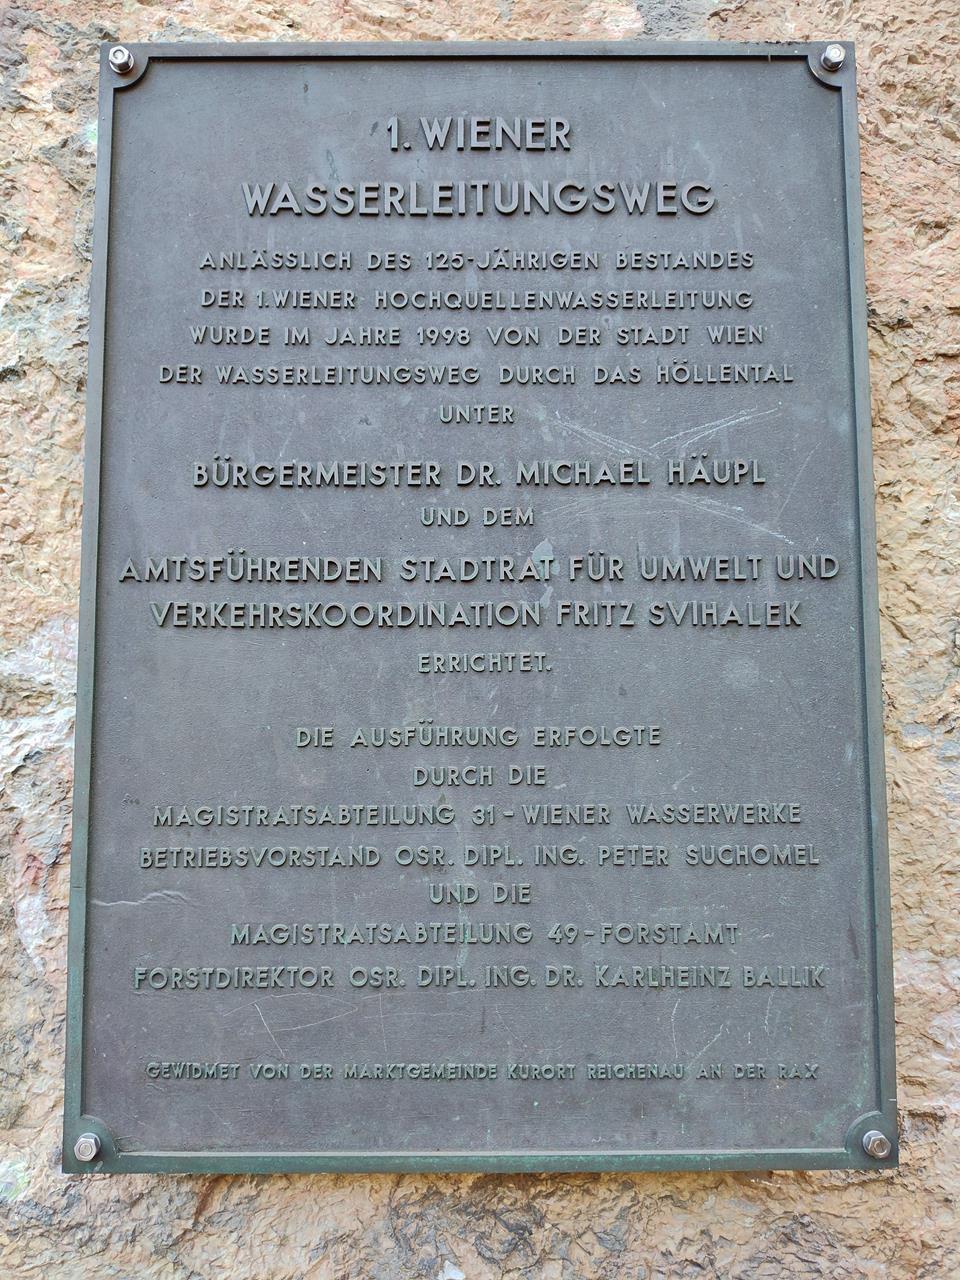 1. WIENER
WASSERLEITUNGSWEG
ANLÄSSLICH DES 125-JÄHRIGEN BESTANDES
DER 1. WIENER HOCHQUELLENWASSERLEITUNG
WURDE IM JAHRE 1998 VON DER STADT WIEN
DER WASSERLEITUNGSWEG DURCH DAS HÖLLENTAL
UNTER
BÜRGERMEISTER DR. MICHAEL HÄUPL
UND DEM
AMTSFÜHRENDEN STADTRAT FÜR UMWELT UND
VERKEHRSKOORDINATION FRITZ SVIHALEK
ERRICHTET.
DIE AUSFÜHRUNG ERFOLGTE
DURCH DIE
MAGISTRATSABTEILUNG 31 - WIENER WASSERWERKE
BETRIEBSVORSTAND OSR. DIPL. ING. PETER SUCHOMEL
UND DIE
MAGISTRATSABTEILUNG 49 - FORSTAMT
FORSTDIREKTOR OSR. DIPL. ING. DR. KARLHEINZ BALLIK
GEWIDMET VON DER MARKTGEMEINDE KURORT REICHENAU AN DER RAX